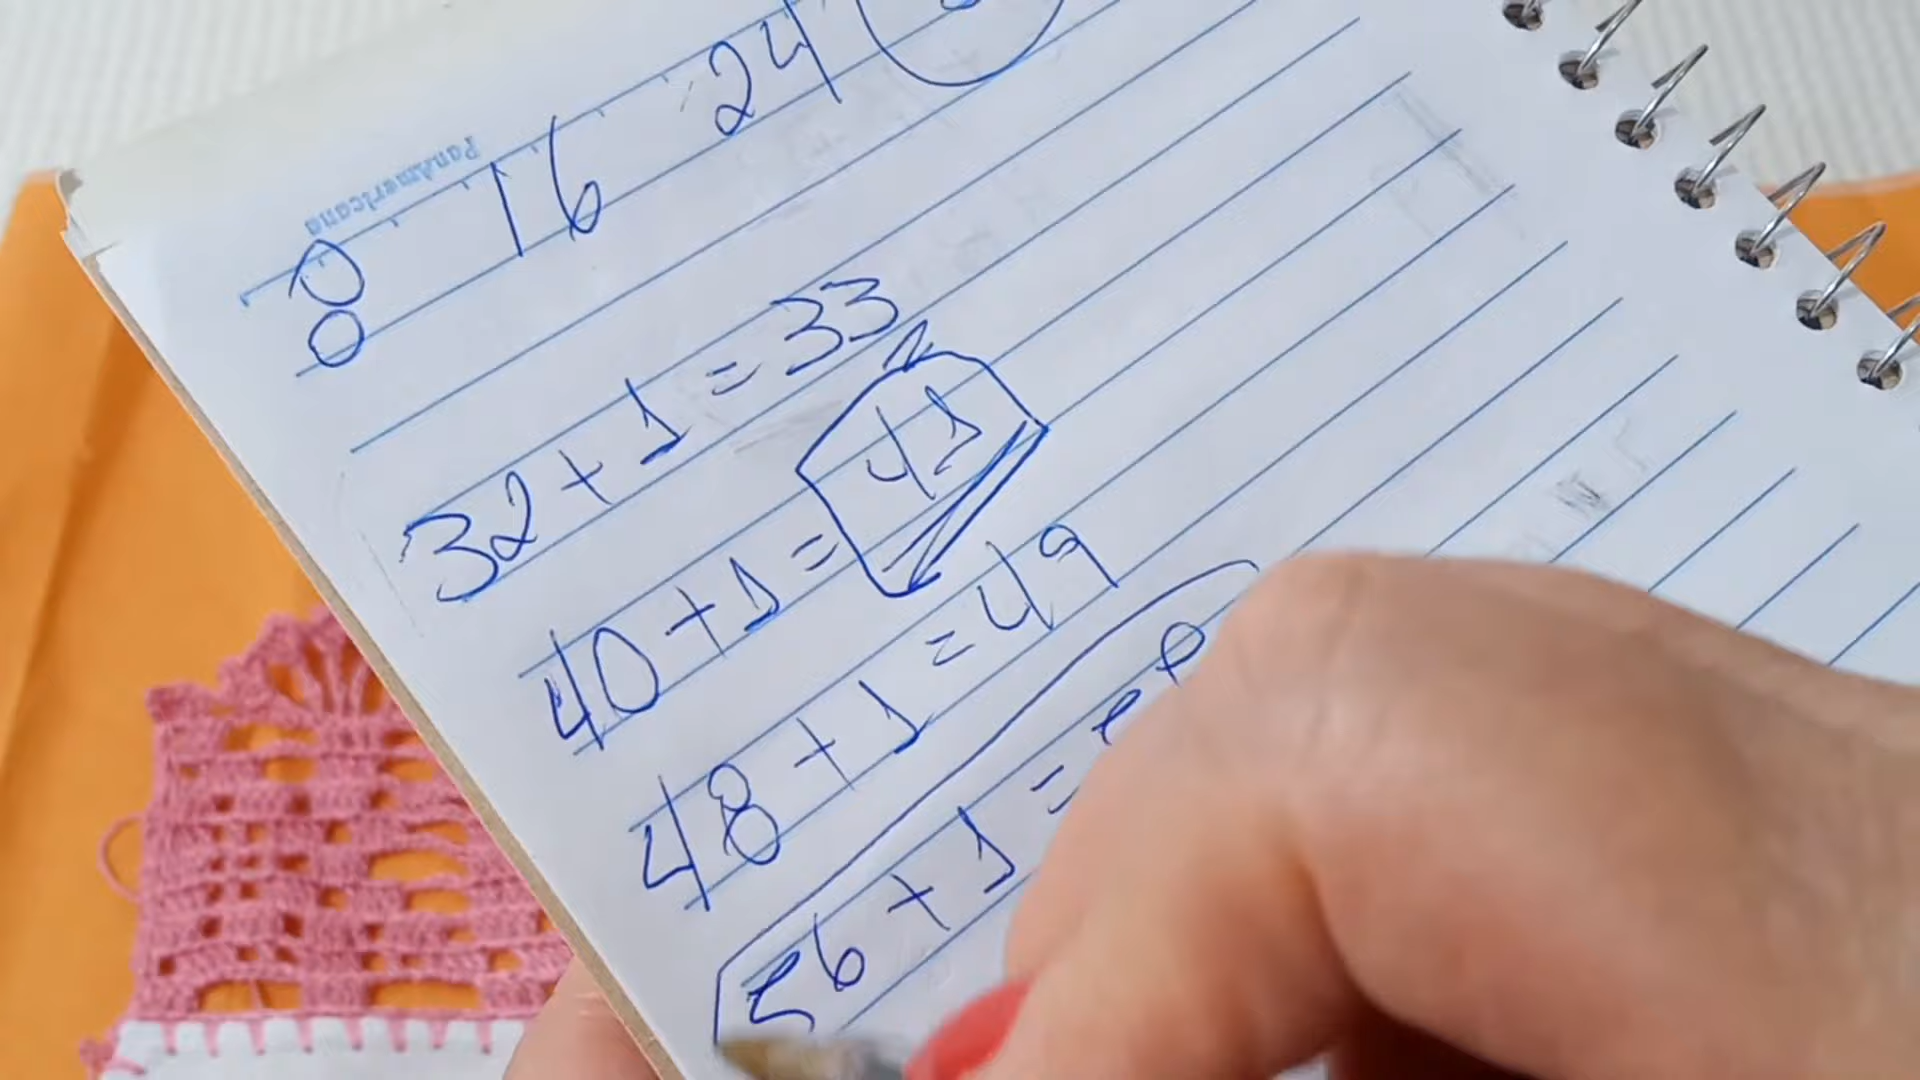 PanAmericana
8 16 24
32 + 1 = 33
40 + 1 = 41
48 + 1 = 49
56 + 1 =